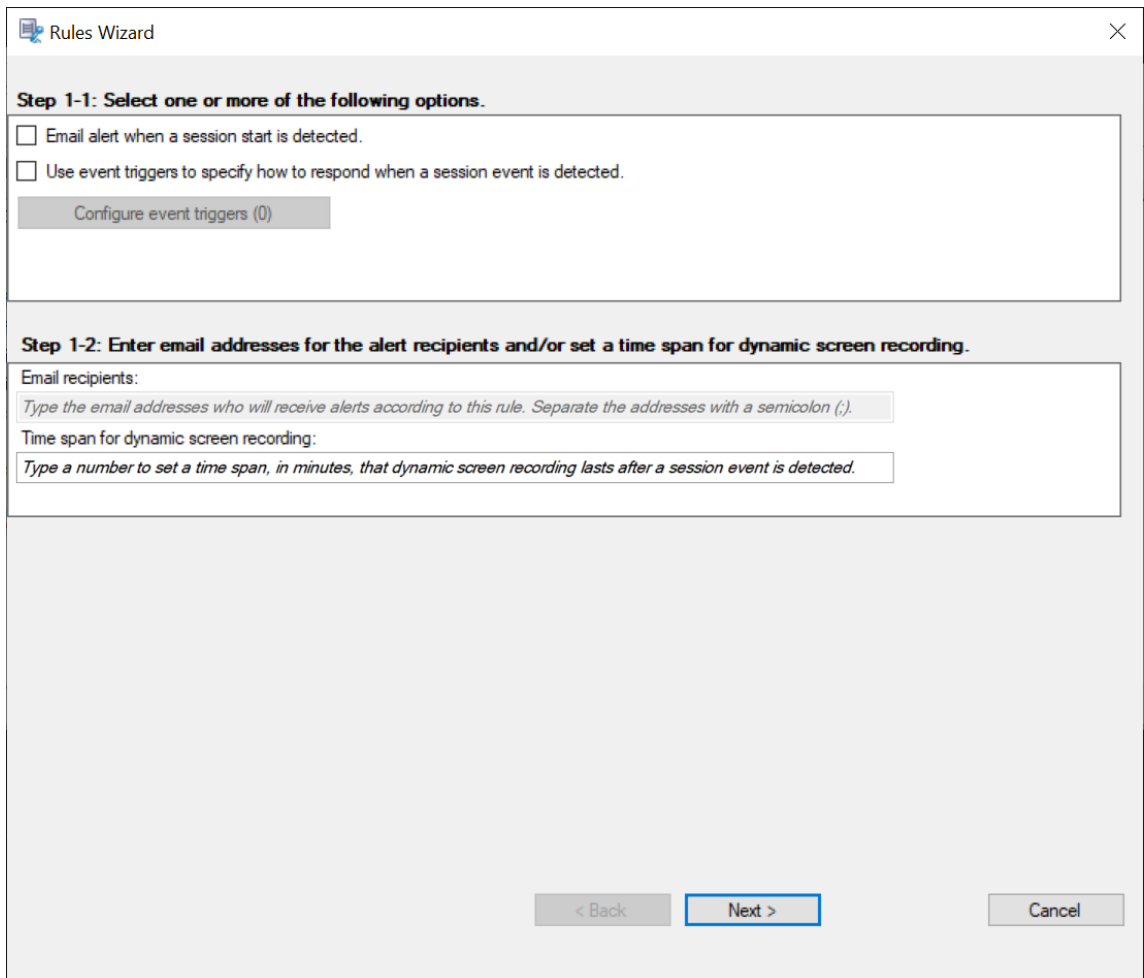 Rules Wizard
Step 1-1: Select one or more of the following options.
Email alert when a session start is detected.
Use event triggers to specify how to respond when a session event is detected.
Configure event triggers (0)
Step 1-2: Enter email addresses for the alert recipients and/or set a time span for dynamic screen recording.
Email recipients:
Type the email addresses who will receive alerts according to this rule. Separate the addresses with a semicolon (;).
Time span for dynamic screen recording:
Type a number to set a time span, in minutes, that dynamic screen recording lasts after a session event is detected.
< Back Next > Cancel